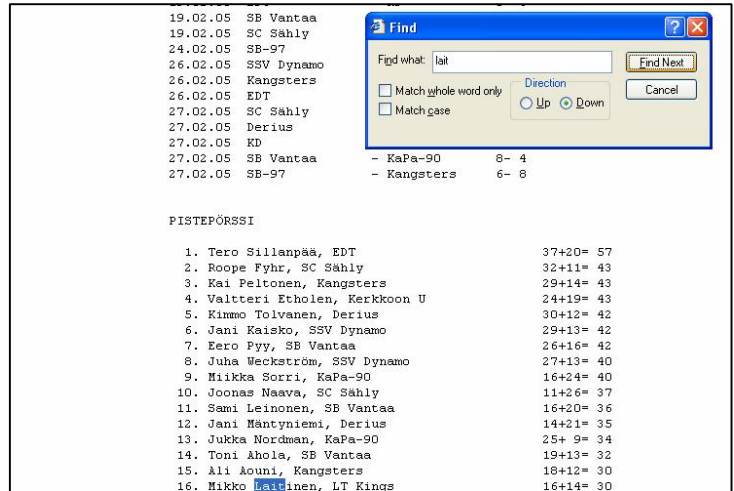 19.02.05 SB Vantaa
19.02.05 SC Sähly
24.02.05 SB-97
26.02.05 SSV Dynamo
26.02.05 Kangsters
26.02.05 EDT
27.02.05 SC Sähly
27.02.05 Derius
27.02.05 KD
27.02.05 SB Vantaa - KaPa-90 8- 4
27.02.05 SB-97 - Kangsters 6- 8
Find
Find what: lait
Find Next
Match whole word only
Match case
Direction
Up Down
Cancel
PISTEPÖRSSI
1. Tero Sillanpää, EDT 37+20= 57
2. Roope Fyhr, SC Sähly 32+11= 43
3. Kai Peltonen, Kangsters 29+14= 43
4. Valtteri Etholen, Kerkkoon U 24+19= 43
5. Kimmo Tolvanen, Derius 30+12= 42
6. Jani Kaisko, SSV Dynamo 29+13= 42
7. Eero Pyy, SB Vantaa 26+16= 42
8. Juha Weckström, SSV Dynamo 27+13= 40
9. Miikka Sorri, KaPa-90 16+24= 40
10. Joonas Naava, SC Sähly 11+26= 37
11. Sami Leinonen, SB Vantaa 16+20= 36
12. Jani Mäntyniemi, Derius 14+21= 35
13. Jukka Nordman, KaPa-90 25+ 9= 34
14. Toni Ahola, SB Vantaa 19+13= 32
15. Ali Aouni, Kangsters 18+12= 30
16. Mikko Laitinen, LT Kings 16+14= 30